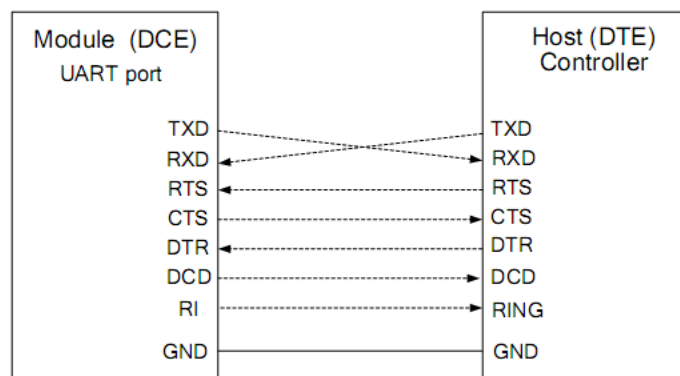 Module (DCE)
UART port
TXD
RXD
RTS
CTS
DTR
DCD
RI
GND
Host (DTE)
Controller
TXD
RXD
RTS
CTS
DTR
DCD
RING
GND